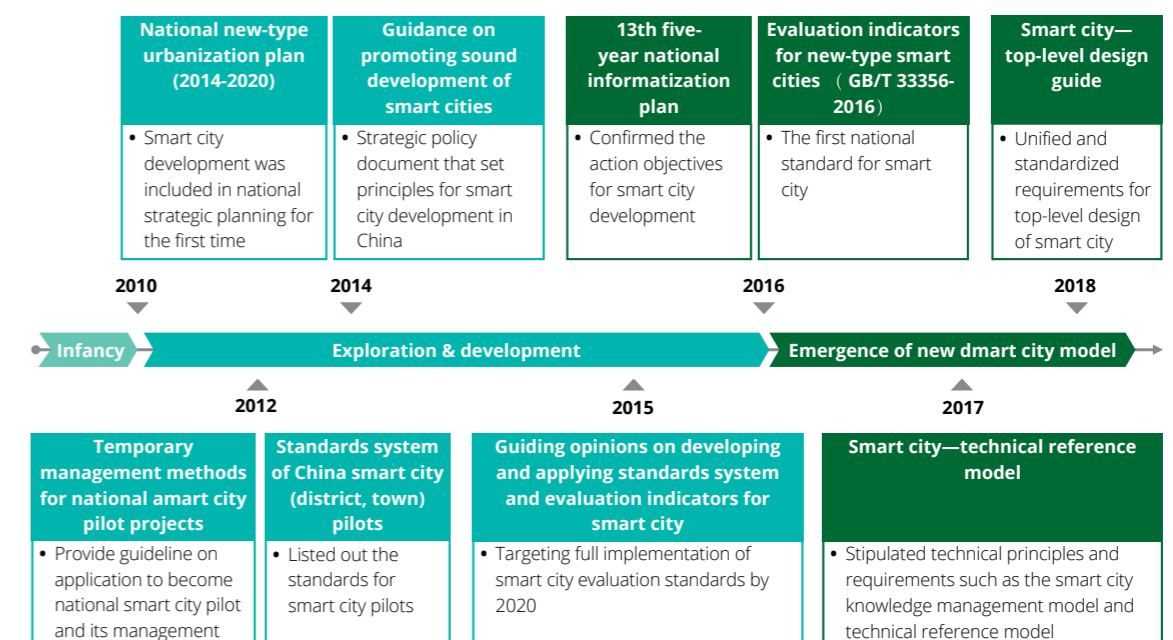 National new-type
urbanization plan
(2014-2020)
• Smart city
development was
included in national
strategic planning for
the first time
Guidance on
promoting sound
development of
smart cities
• Strategic policy
document that set
principles for smart
city development in
China
13th five-
year national
informatization
plan
• Confirmed the
action objectives
for smart city
development
Evaluation indicators
for new-type smart
cities （GB/T 33356-
2016）
• The first national
standard for smart
city
Smart city—
top-level design
guide
• Unified and
standardized
requirements for
top-level design
of smart city
2010
2014
2016
2018
Infancy
Exploration & development
Emergence of new dmart city model
2012
2015
2017
Temporary
management methods
for national amart city
pilot projects
• Provide guideline on
application to become
national smart city pilot
and its management
Standards system
of China smart city
(district, town)
pilots
• Listed out the
standards for
smart city pilots
Guiding opinions on developing
and applying standards system
and evaluation indicators for
smart city
• Targeting full implementation of
smart city evaluation standards by
2020
Smart city—technical reference
model
• Stipulated technical principles and
requirements such as the smart city
knowledge management model and
technical reference model